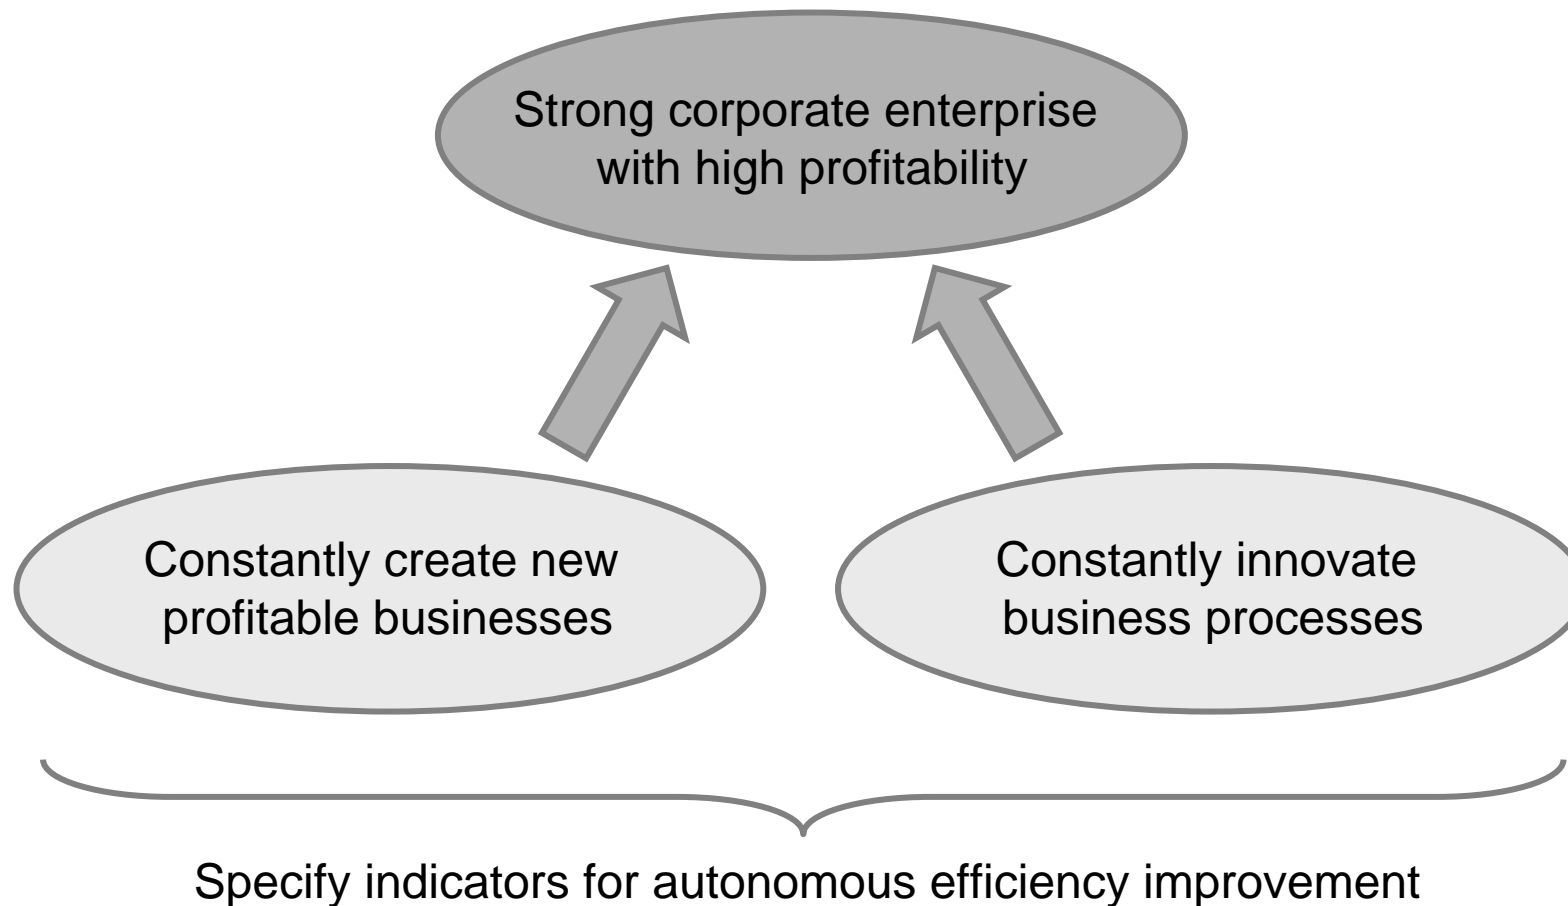 Strong corporate enterprise
with high profitability
Constantly create new
profitable businesses
Constantly innovate
business processes
Specify indicators for autonomous efficiency improvement